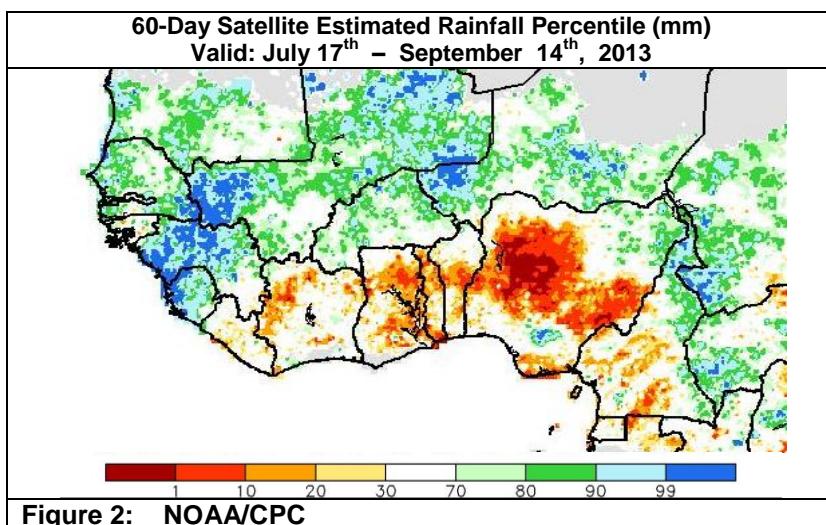 60-Day Satellite Estimated Rainfall Percentile (mm)
Valid: July 17th – September 14th, 2013
1 10 20 30 70 80 90 99
Figure 2: NOAA/CPC